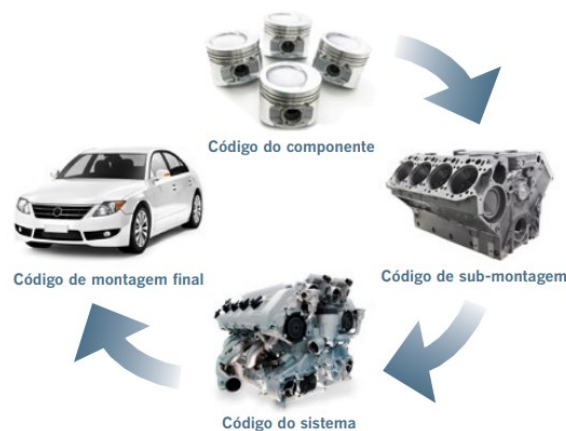 Código do componente
Código de montagem final
Código de sub-montagem
Código do sistema